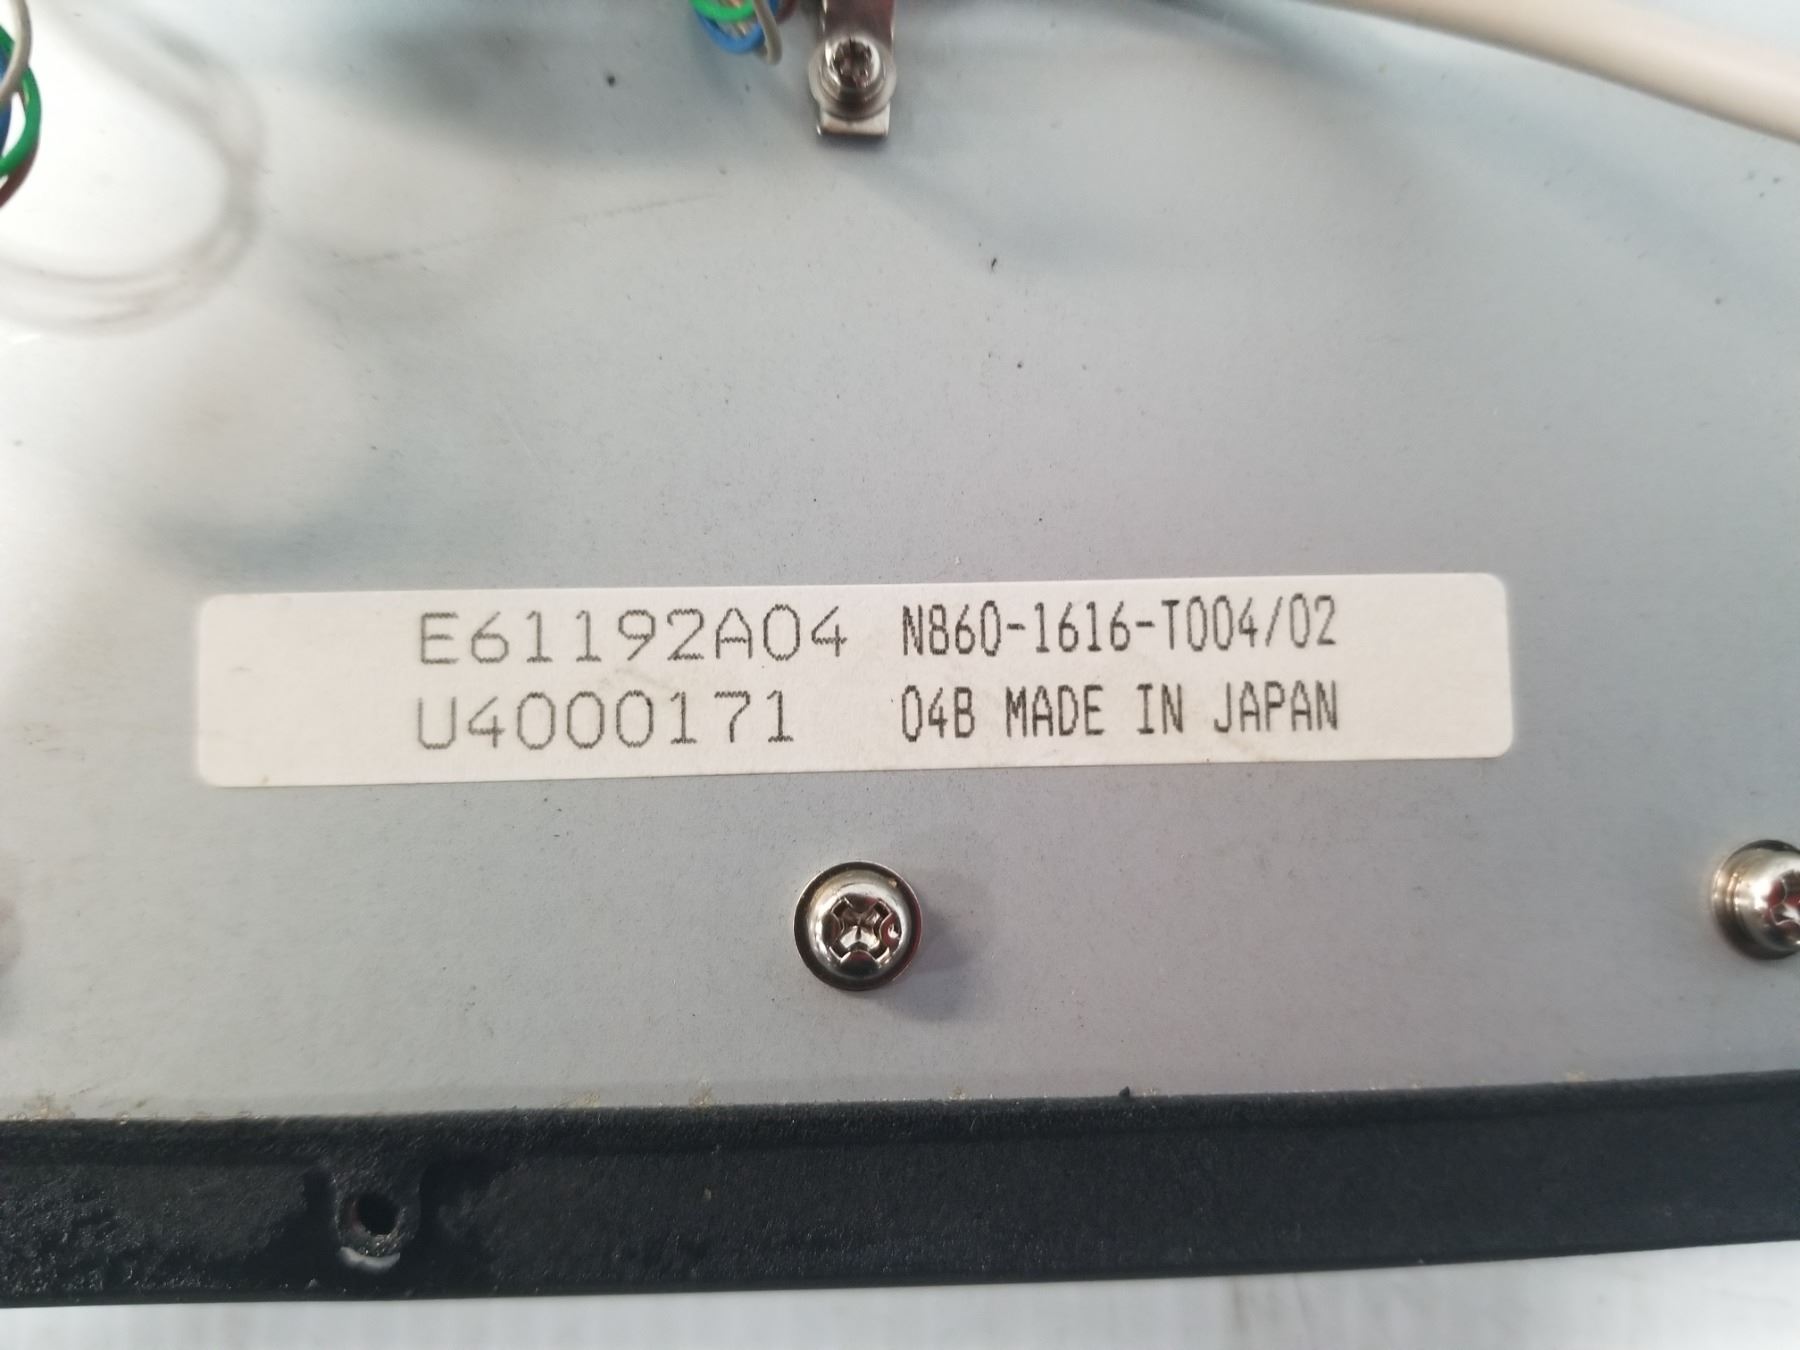 E61192A04 N860-1616-T004/02
U4000171 04B MADE IN JAPAN